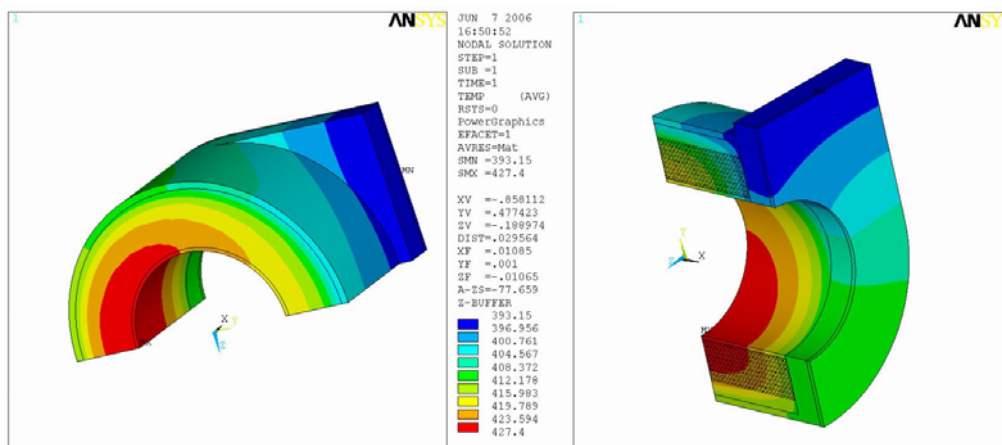 1
ANSYS
MN
MX
X
Y
Z
JUN 7 2006
16:50:52
NODAL SOLUTION
STEP=1
SUB =1
TIME=1
TEMP (AVG)
RSYS=0
PowerGraphics
EFACET=1
AVRES=Mat
SMN =393.15
SMX =427.4
XV =-.858112
YV =.477423
ZV =-.188974
DIST=.029564
XF =.01085
YF =.001
ZF =-.01065
A-ZS=-77.659
Z-BUFFER
393.15
396.956
400.761
404.567
408.372
412.178
415.983
419.789
423.594
427.4
1
ANSYS
Y
Z
X